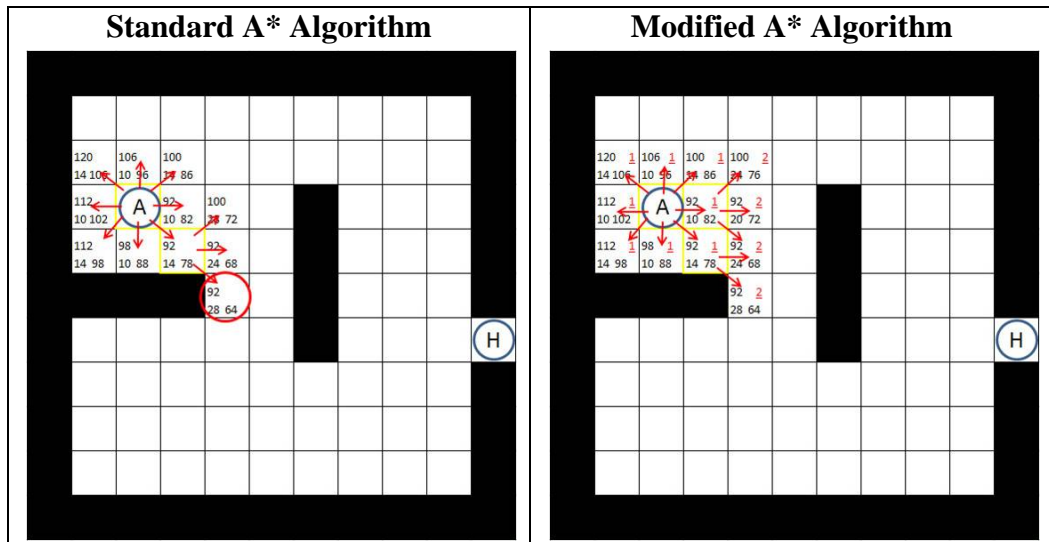 Standard A* Algorithm
120 106 100
14 106 10 96 14 86
A
112 92 100
10 102 10 82 28 72
112 98 92 92
14 98 10 88 14 78 24 68
92
28 64
H
Modified A* Algorithm
120 1 106 1 100 1 100 2
14 106 10 96 14 86 24 76
A
112 1 92 1 92 2
10 102 10 82 20 72
112 1 98 1 92 1 92 2
14 98 10 88 14 78 24 68
92 2
28 64
H